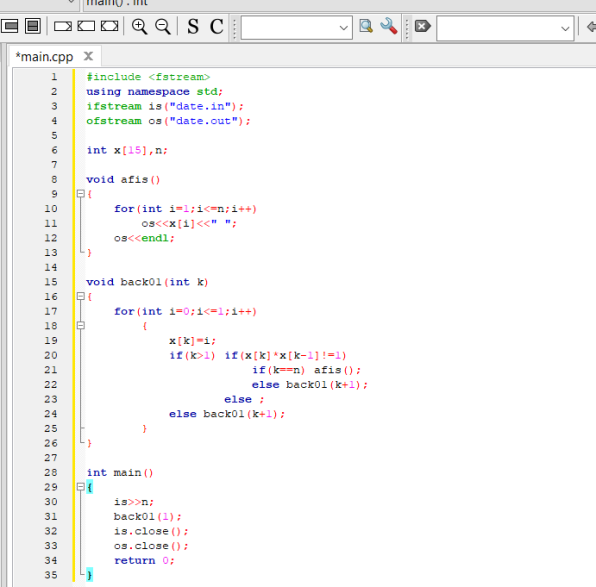 main() : int
S C
*main.cpp X
1 #include <fstream>
2 using namespace std;
3 ifstream is("date.in");
4 ofstream os("date.out");
5
6 int x[15],n;
7
8 void afis()
9 {
10 for(int i=1;i<=n;i++)
11 os<<x[i]<<" ";
12 os<<endl;
13 }
14
15 void back01(int k)
16 {
17 for(int i=0;i<=1;i++)
18 {
19 x[k]=i;
20 if(k>1) if(x[k]*x[k-1]!=1)
21 if(k==n) afis();
22 else back01(k+1);
23 else ;
24 else back01(k+1);
25 }
26 }
27
28 int main()
29 {
30 is>>n;
31 back01(1);
32 is.close();
33 os.close();
34 return 0;
35 }